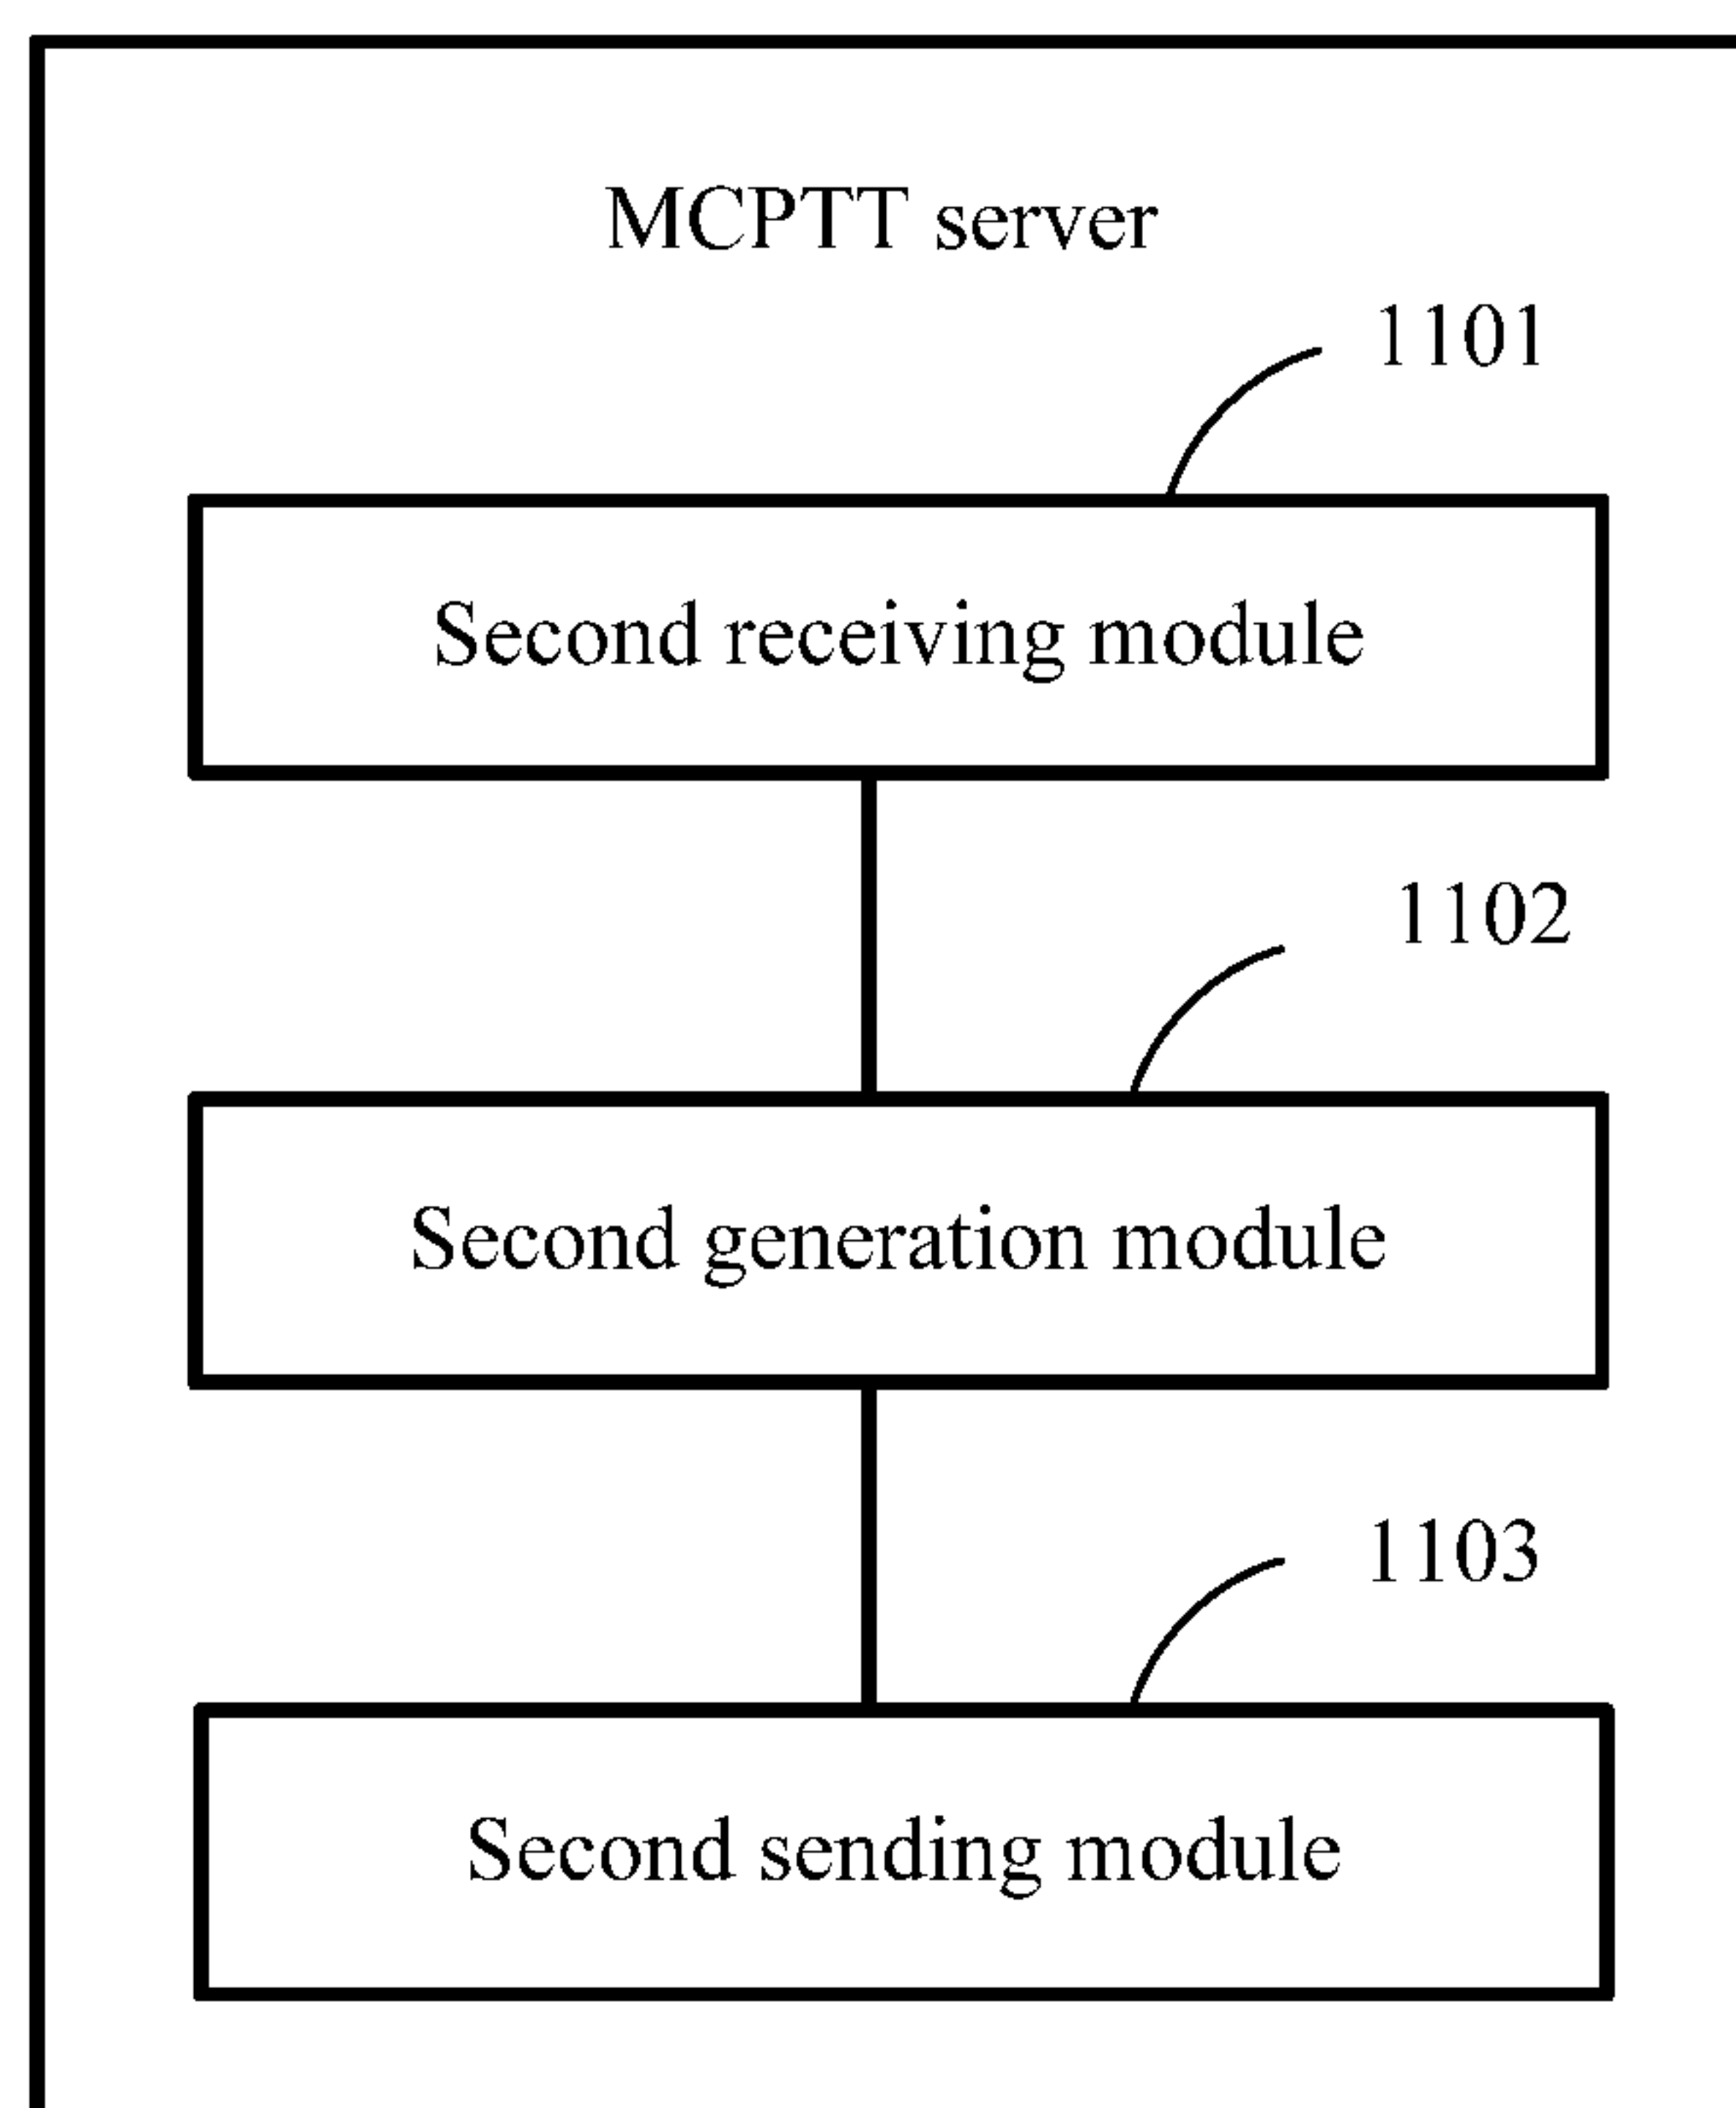 MCPTT server
1101
Second receiving module
1102
Second generation module
1103
Second sending module